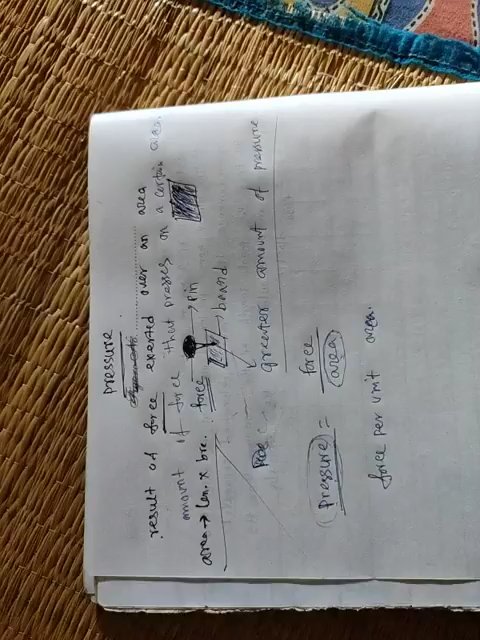 pressure.
result of force exerted over an area
amount of force that presses on a certain area.
area → len. x bre. force → pin
→ board
greater amount of pressure
pressure = force
area
force per unit area.